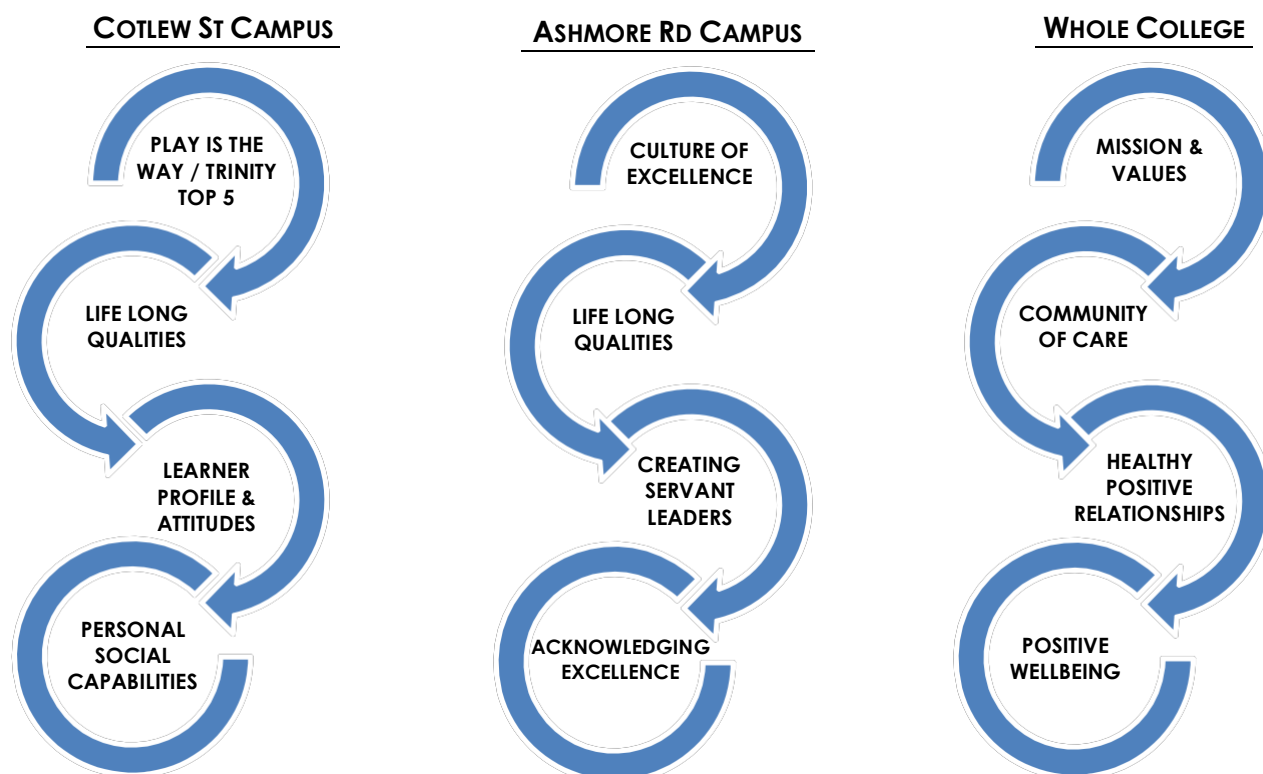 COTLEW ST CAMPUS
PLAY IS THE
WAY / TRINITY
TOP 5
LIFE LONG
QUALITIES
LEARNER
PROFILE &
ATTITUDES
PERSONAL
SOCIAL
CAPABILITIES
ASHMORE RD CAMPUS
CULTURE OF
EXCELLENCE
LIFE LONG
QUALITIES
CREATING
SERVANT
LEADERS
ACKNOWLEDGING
EXCELLENCE
WHOLE COLLEGE
MISSION &
VALUES
COMMUNITY
OF CARE
HEALTHY
POSITIVE
RELATIONSHIPS
POSITIVE
WELLBEING